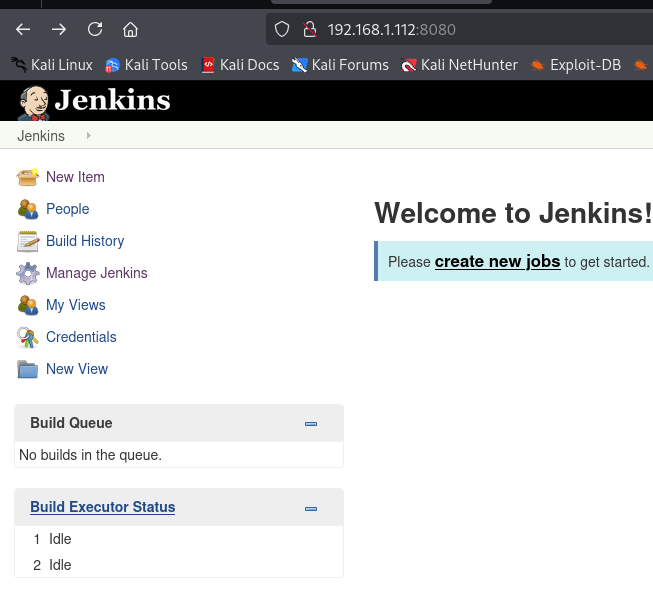 192.168.1.112:8080
Kali Linux Kali Tools Kali Docs Kali Forums Kali NetHunter Exploit-DB
Jenkins
Jenkins
New Item
People
Build History
Manage Jenkins
My Views
Credentials
New View
Welcome to Jenkins!
Please create new jobs to get started.
Build Queue
No builds in the queue.
Build Executor Status
1 Idle
2 Idle